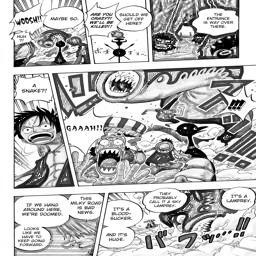 THE
ENTRANCE
IS WAY OVER
THERE.
SHOULD WE
GET OFF
HERE?
ARE YOU
CRAZY?!
WE'LL BE
KILLED!!
MAYBE SO.
WOOSH!!
HUH
?
A
SNAKE?!
GAAAH!!
IT'S A
LAMPREY.
THEY
PROBABLY
CALL IT A SKY
LAMPREY.
IT'S A
BLOOD-
SUCKER.
AND IT'S
HUGE.
THIS
MILKY ROAD
IS BAD
NEWS.
IF WE HANG
AROUND HERE,
WE'RE DOOMED.
LOOKS LIKE
WE HAVE TO
KEEP GOING
FORWARD.